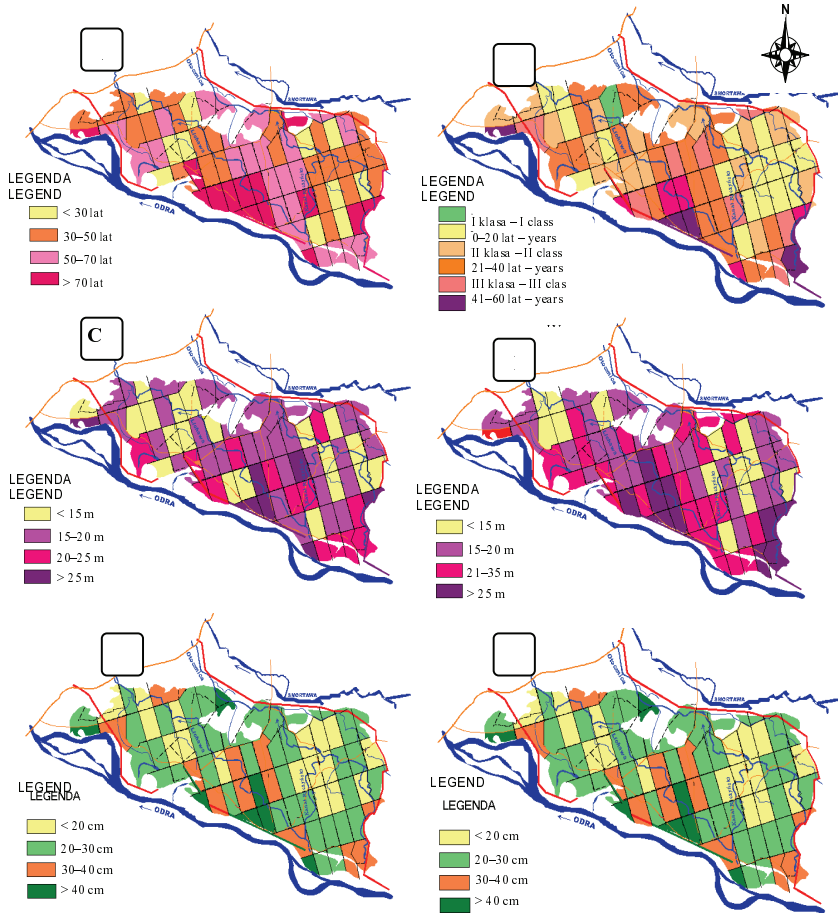 N
SMORTAWA
ODRA
LEGENDA
LEGEND
< 30 lat
30–50 lat
50–70 lat
> 70 lat
SMORTAWA
LEGENDA
LEGEND
I klasa – I class
0–20 lat – years
II klasa – II class
21–40 lat – years
III klasa – III clas
41–60 lat – years
C
SMORTAWA
ODRA
LEGENDA
LEGEND
< 15 m
15–20 m
20–25 m
> 25 m
SMORTAWA
ODRA
LEGENDA
LEGEND
< 15 m
15–20 m
21–35 m
> 25 m
SMORTAWA
ODRA
LEGEND
LEGENDA
< 20 cm
20–30 cm
30–40 cm
> 40 cm
SMORTAWA
ODRA
LEGEND
LEGENDA
< 20 cm
20–30 cm
30–40 cm
> 40 cm